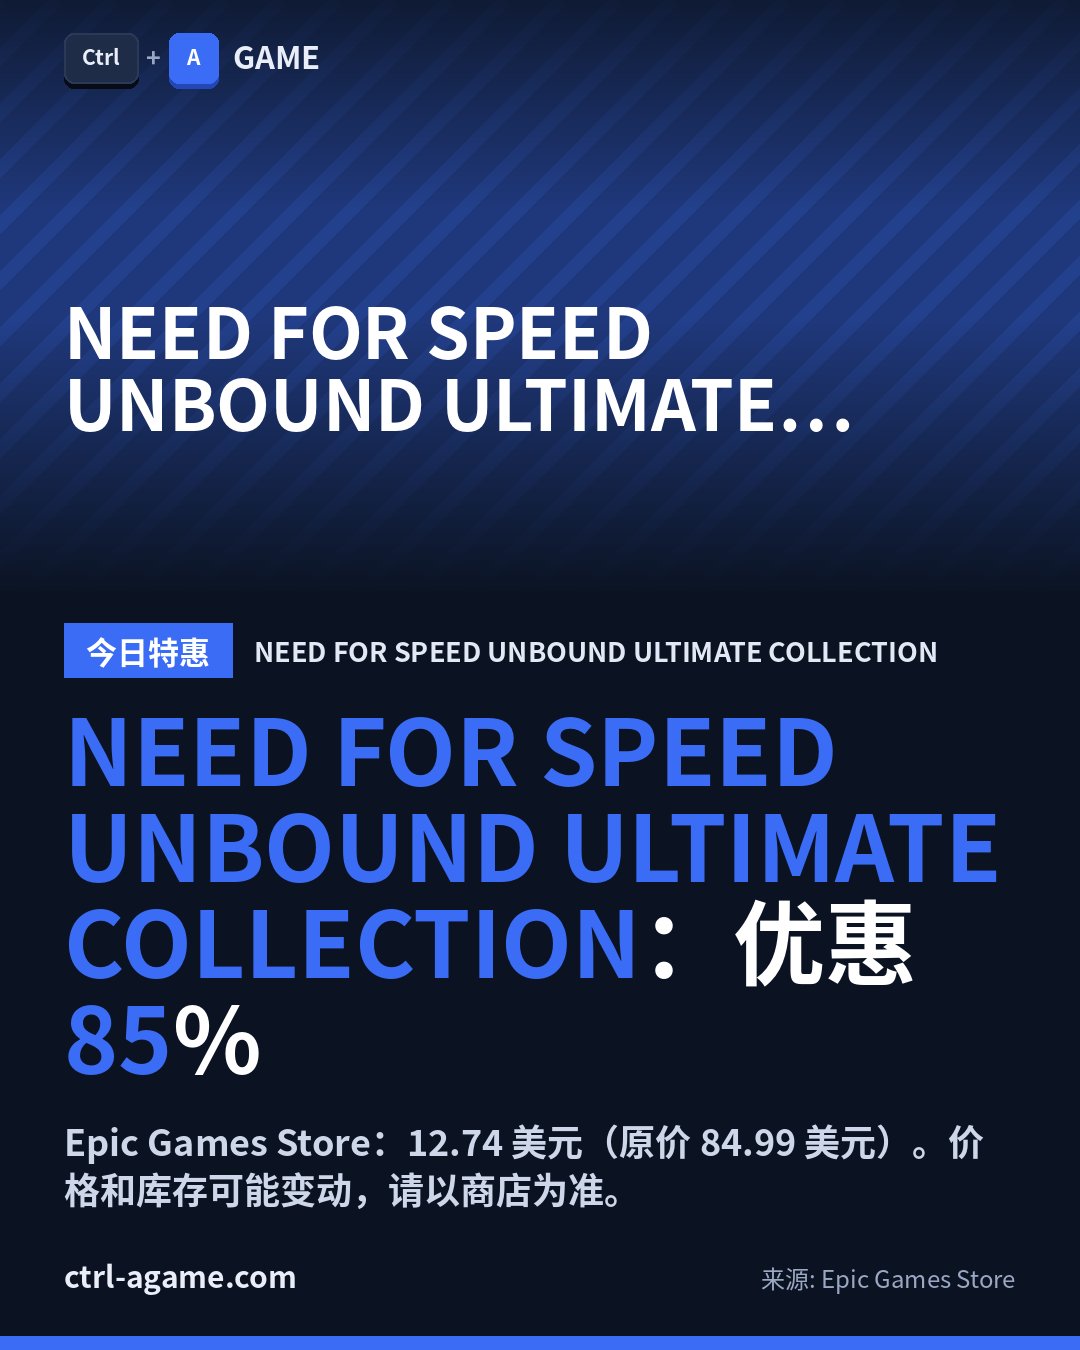 Ctrl + A GAME
NEED FOR SPEED
UNBOUND ULTIMATE...
今日特惠 NEED FOR SPEED UNBOUND ULTIMATE COLLECTION
NEED FOR SPEED
UNBOUND ULTIMATE
COLLECTION：优惠
85%
Epic Games Store：12.74 美元（原价 84.99 美元）。价
格和库存可能变动，请以商店为准。
ctrl-agame.com
来源: Epic Games Store